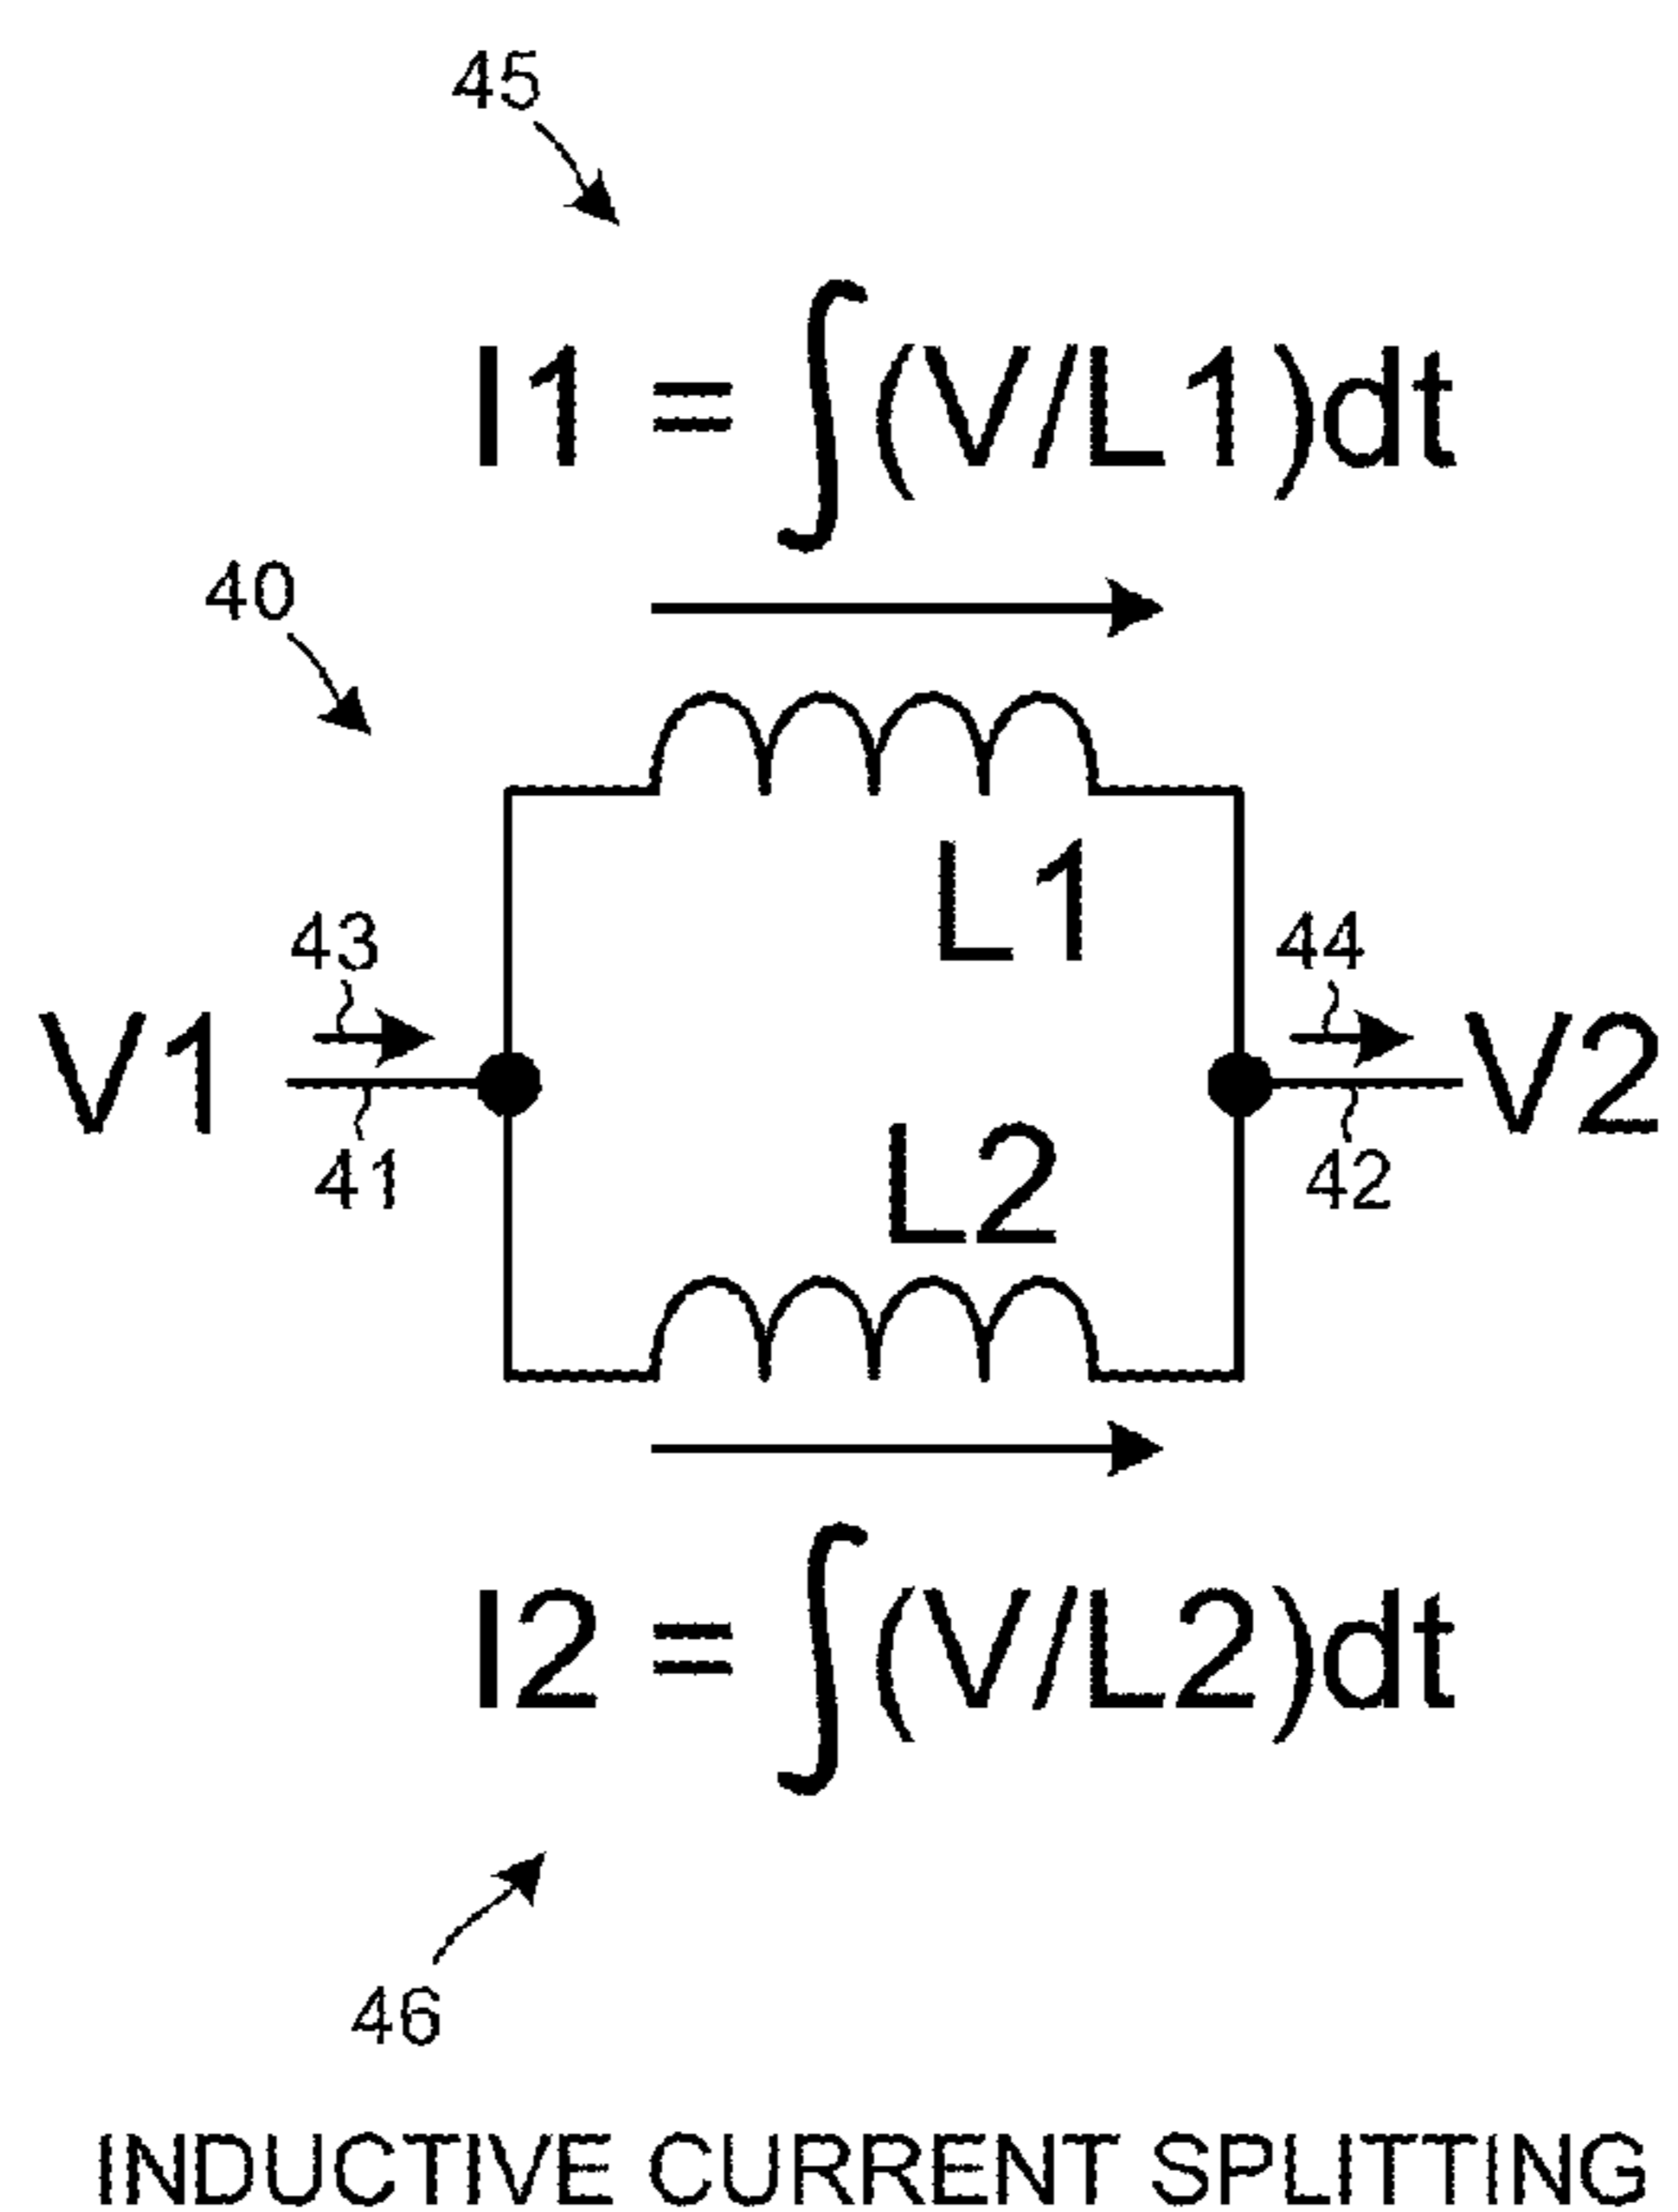 45
I1 = ∫(V/L1)dt
40
L1
43
44
V1
V2
41
42
L2
I2 = ∫(V/L2)dt
46
INDUCTIVE CURRENT SPLITTING